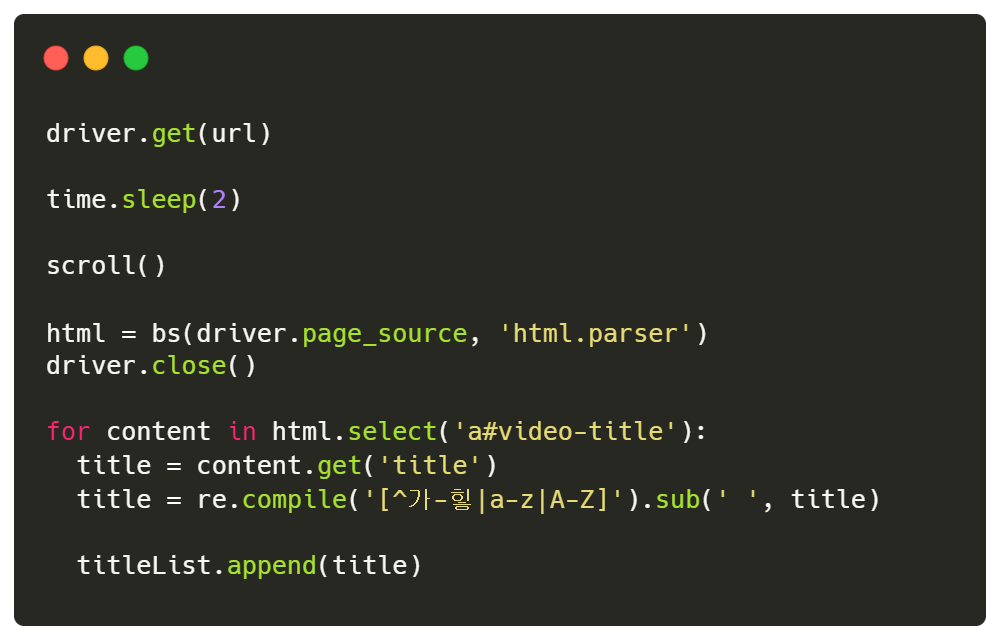 driver.get(url)
time.sleep(2)
scroll()
html = bs(driver.page_source, 'html.parser')
driver.close()
for content in html.select('a#video-title'):
  title = content.get('title')
  title = re.compile('[^가-힐|a-z|A-Z]').sub(' ', title)
  titleList.append(title)